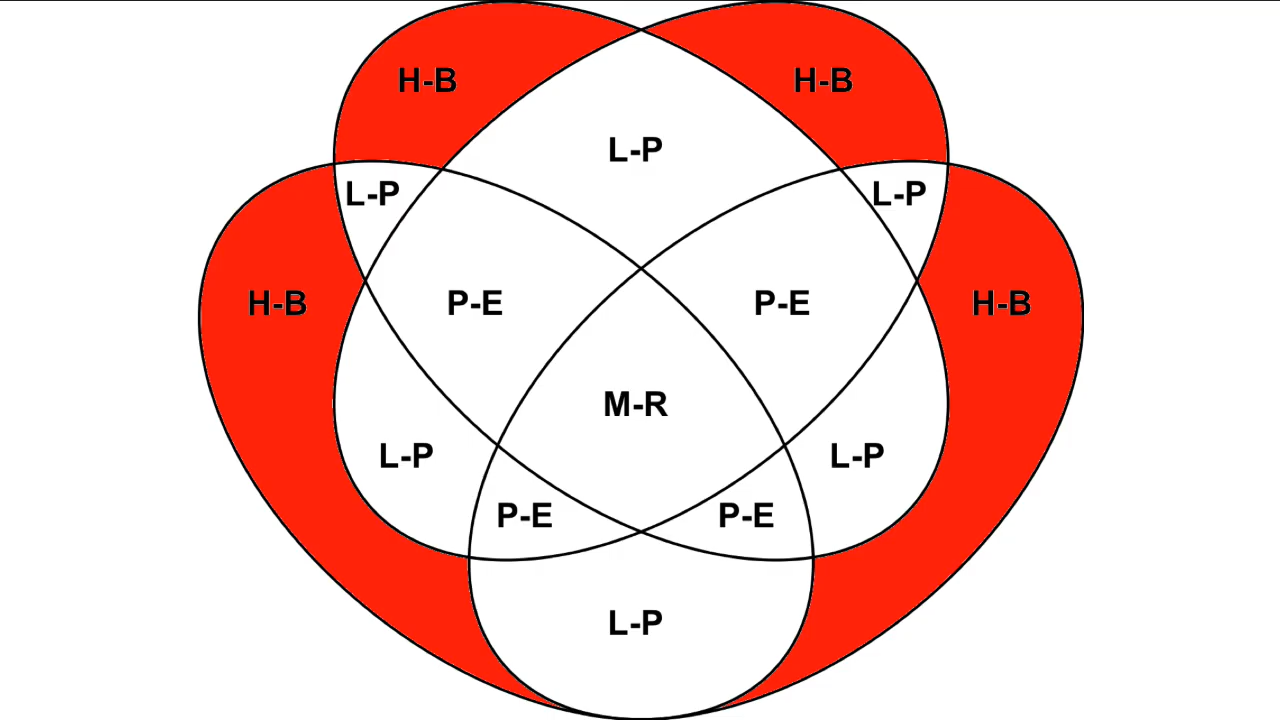 H-B H-B
L-P
L-P L-P
H-B P-E P-E H-B
M-R
L-P L-P
P-E P-E
L-P